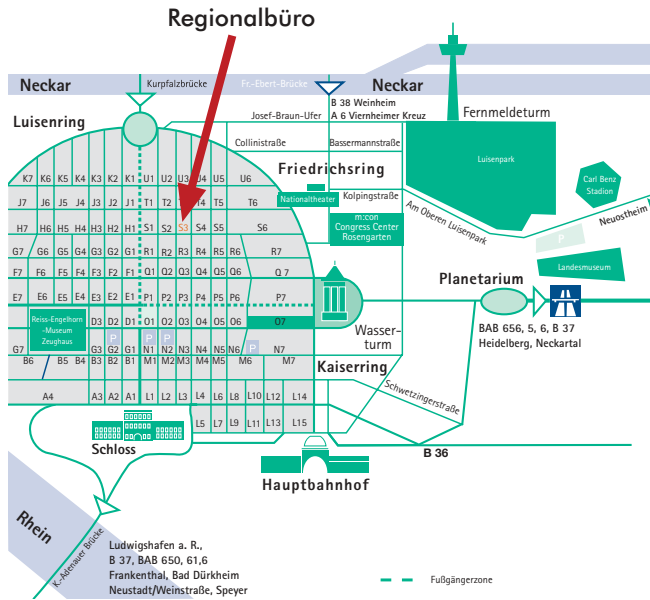 Regionalbüro
Neckar
Kurpfalzbrücke
Fr.-Ebert-Brücke
Neckar
B 38 Weinheim
A 6 Viernheimer Kreuz
Fernmeldeturm
Luisenring
Josef-Braun-Ufer
Collinistraße
Bassermannstraße
Luisenpark
Friedrichsring
Carl Benz
Stadion
K7 K6 K5 K4 K3 K2 K1 U1 U2 U3 U4 U5 U6
Nationaltheater
Kolpingstraße
J7 J6 J5 J4 J3 J2 J1 T1 T2 T4 T5 T6
Am Oberen Luisenpark
Neuostheim
m:con
Congress Center
Rosengarten
H7 H6 H5 H4 H3 H2 H1 S1 S2 S3 S4 S5 S6
P
G7 G6 G5 G4 G3 G2 G1 R1 R2 R3 R4 R5 R6 R7
Landesmuseum
F7 F6 F5 F4 F3 F2 F1 Q1 Q2 Q3 Q4 Q5 Q6 Q 7
Planetarium
E7 E6 E5 E4 E3 E2 E1 P1 P2 P3 P4 P5 P6 P7
Reiss-Engelhorn
-Museum
Zeughaus
D3 D2 D1 O1 O2 O3 O4 O5 O6 O7
Wasser-
turm
BAB 656, 5, 6, B 37
Heidelberg, Neckartal
P P P P
G7 G3 G2 G1 N1 N2 N3 N4 N5 N6 N7
B6 B5 B4 B3 B2 B1 M1 M2 M3 M4 M5 M6 M7
Kaiserring
Schwetzingerstraße
A4 A3 A2 A1 L1 L2 L3 L4 L6 L8 L10 L12 L14
L5 L7 L9 L11 L13 L15
Schloss
B 36
Hauptbahnhof
Rhein
K.-Adenauer Brücke
Ludwigshafen a. R.,
B 37, BAB 650, 61,6
Frankenthal, Bad Dürkheim
Neustadt/Weinstraße, Speyer
Fußgängerzone